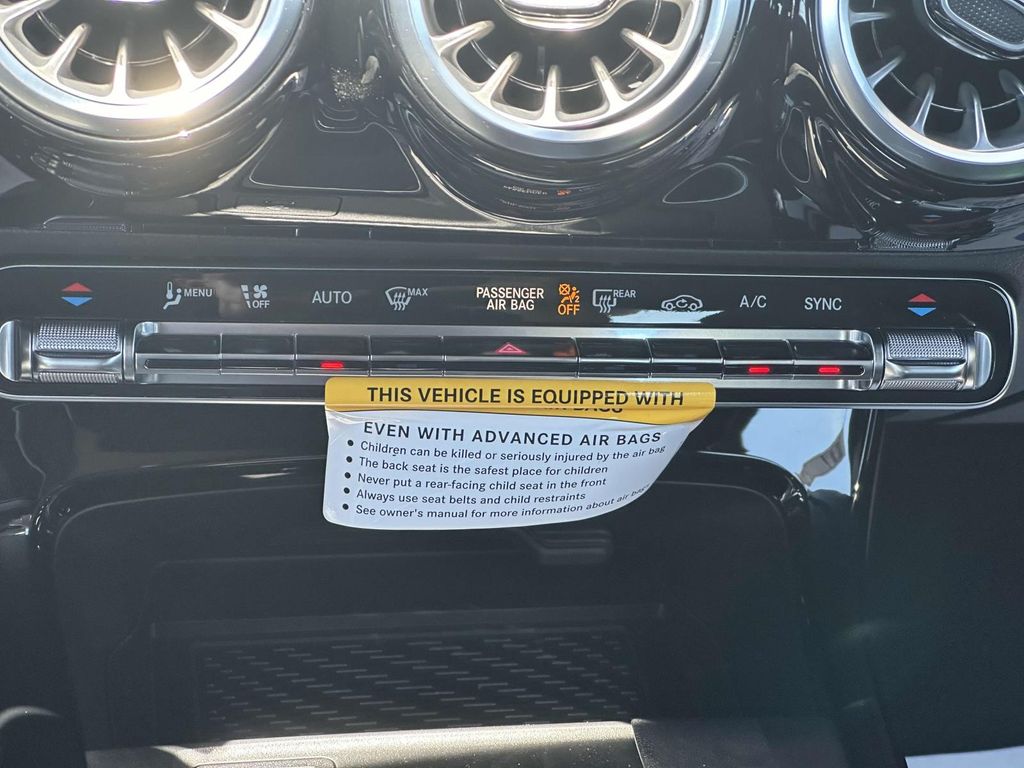 MENU
OFF
AUTO
MAX
PASSENGER
AIR BAG
2
OFF
REAR
A/C
SYNC
THIS VEHICLE IS EQUIPPED WITH
AIR BAGS
EVEN WITH ADVANCED AIR BAGS
• Children can be killed or seriously injured by the air bag
• The back seat is the safest place for children
• Never put a rear-facing child seat in the front
• Always use seat belts and child restraints
• See owner's manual for more information about air bags